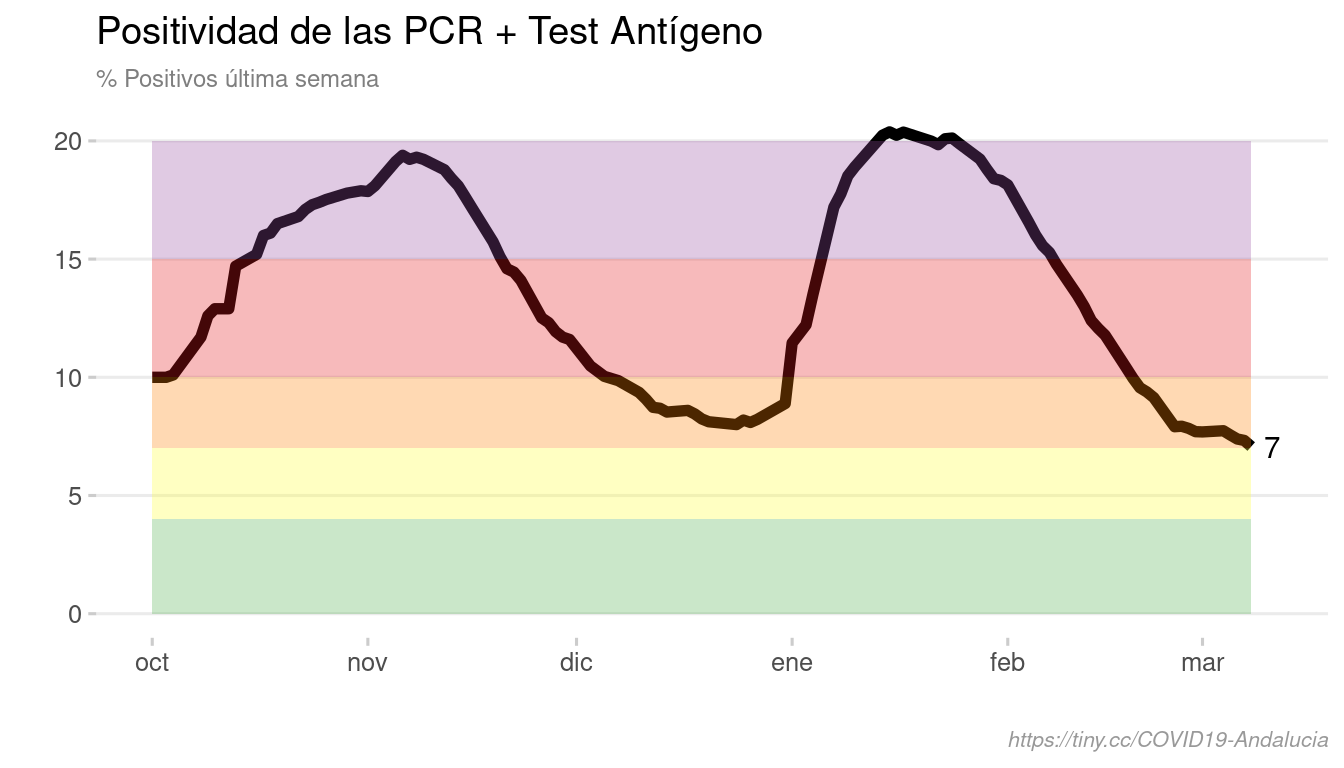 Positividad de las PCR + Test Antígeno
% Positivos última semana
20
15
10
5
0
7
oct nov dic ene feb mar
https://tiny.cc/COVID19-Andalucia